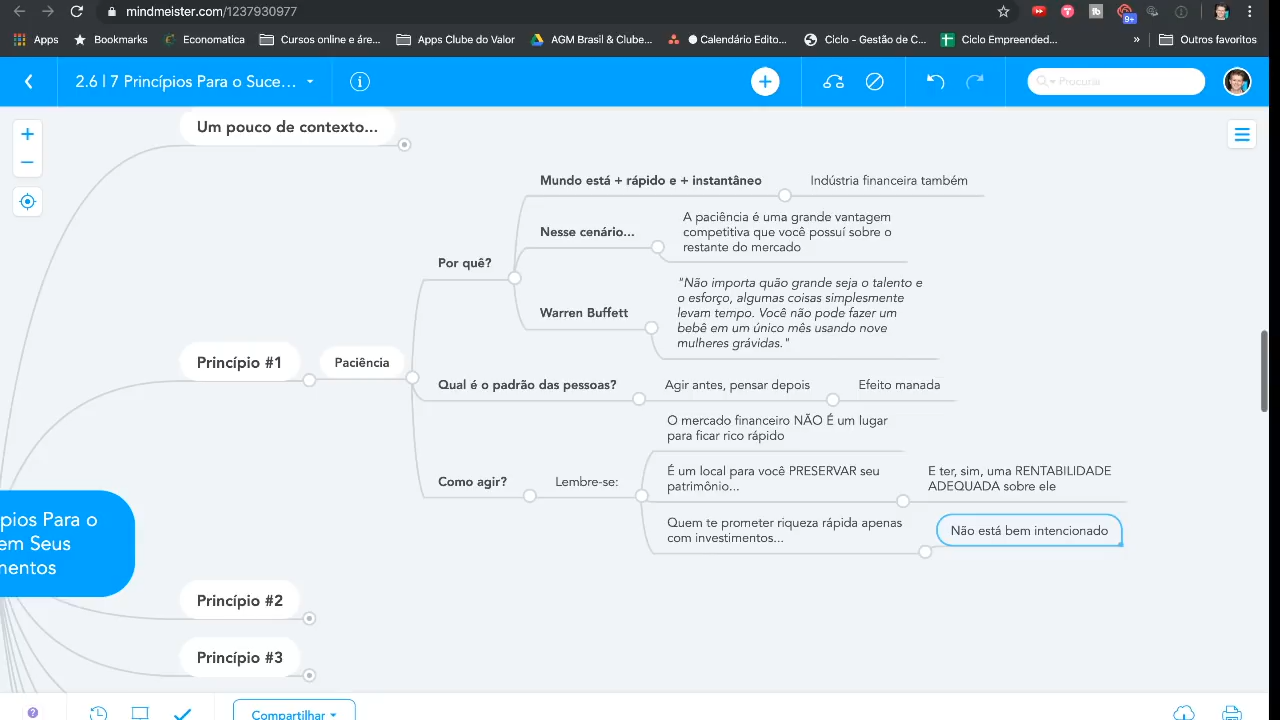 mindmeister.com/1237930977
9+
Apps
Bookmarks
Economatica
Cursos online e áre...
Apps Clube do Valor
AGM Brasil & Clube...
Calendário Edito...
Ciclo - Gestão de C...
Ciclo Empreended...
»
Outros favoritos
2.6 | 7 Princípios Para o Suce...
Procurar
Um pouco de contexto...
Mundo está + rápido e + instantâneo
Indústria financeira também
Nesse cenário...
A paciência é uma grande vantagem
competitiva que você possuí sobre o
restante do mercado
Por quê?
Warren Buffett
"Não importa quão grande seja o talento e
o esforço, algumas coisas simplesmente
levam tempo. Você não pode fazer um
bebê em um único mês usando nove
mulheres grávidas."
Princípio #1
Paciência
Qual é o padrão das pessoas?
Agir antes, pensar depois
Efeito manada
O mercado financeiro NÃO É um lugar
para ficar rico rápido
Como agir?
Lembre-se:
É um local para você PRESERVAR seu
patrimônio...
E ter, sim, uma RENTABILIDADE
ADEQUADA sobre ele
Quem te prometer riqueza rápida apenas
com investimentos...
Não está bem intencionado
pios Para o
em Seus
mentos
Princípio #2
Princípio #3
?
Compartilhar